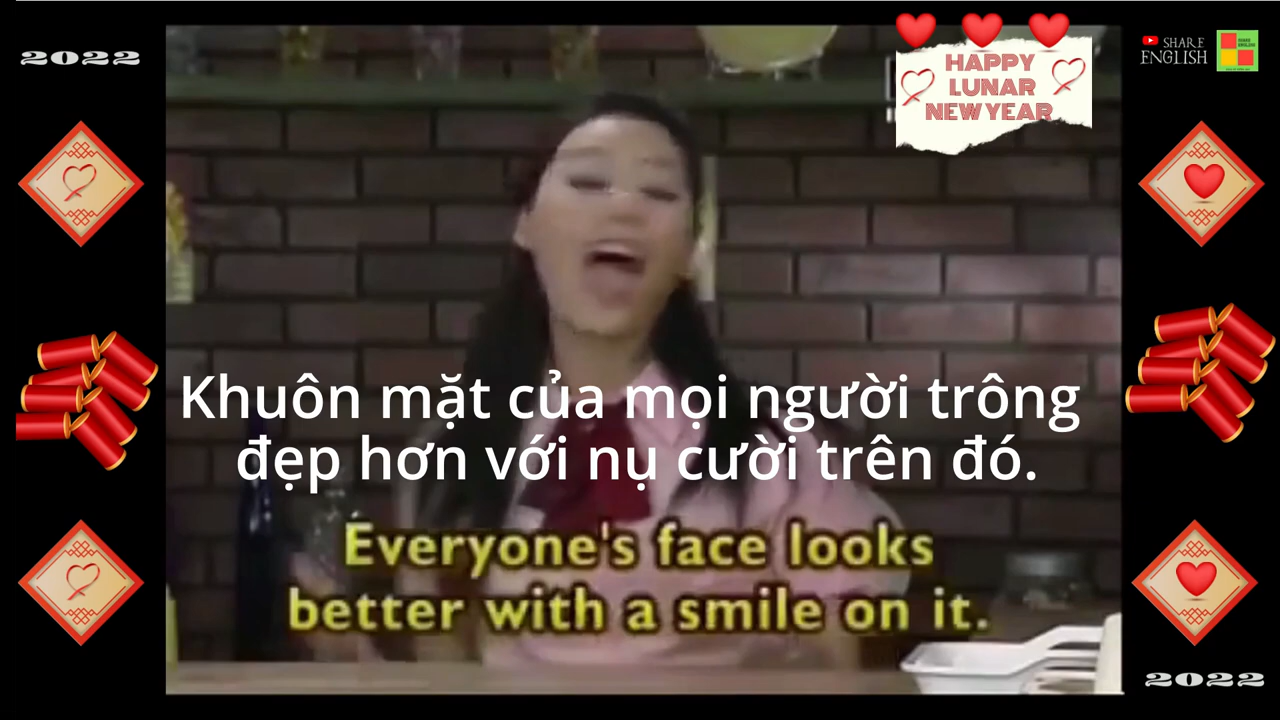 2022
HAPPY
LUNAR
NEW YEAR
SHARE
ENGLISH
Khuôn mặt của mọi người trông
đẹp hơn với nụ cười trên đó.
Everyone's face looks
better with a smile on it.
2022